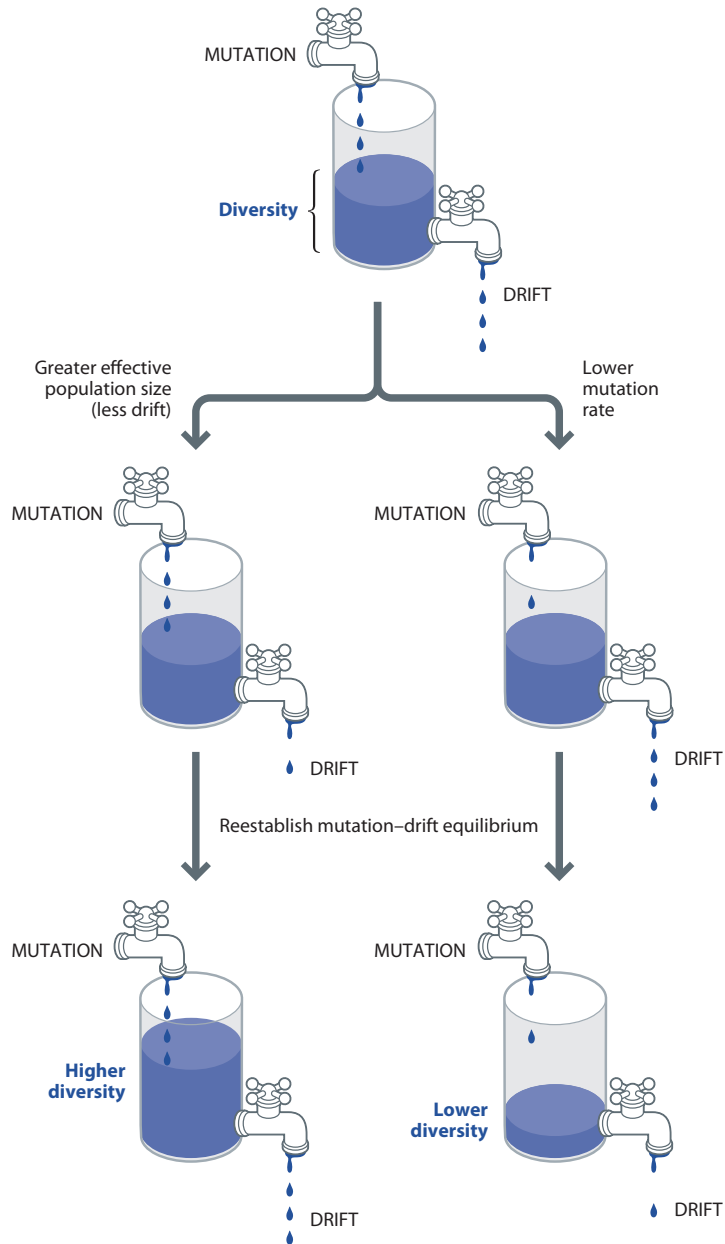 MUTATION
Diversity
DRIFT
Greater effective
population size
(less drift)
Lower
mutation
rate
MUTATION
MUTATION
DRIFT
DRIFT
Reestablish mutation–drift equilibrium
MUTATION
MUTATION
Higher
diversity
Lower
diversity
DRIFT
DRIFT